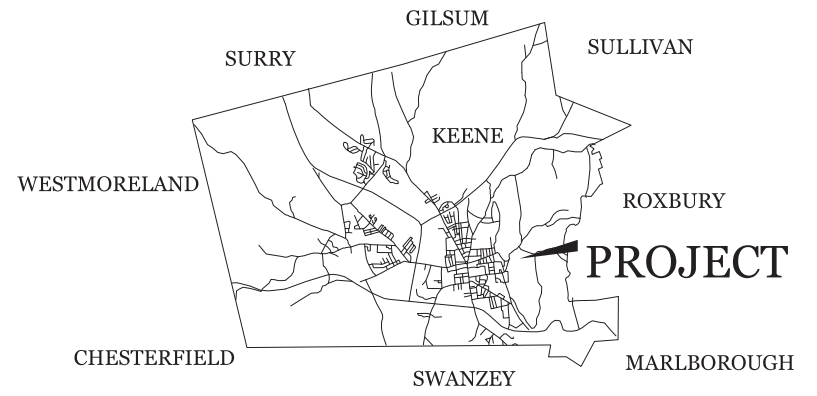 GILSUM
SULLIVAN
SURRY
KEENE
WESTMORELAND
ROXBURY
PROJECT
CHESTERFIELD
MARLBOROUGH
SWANZEY